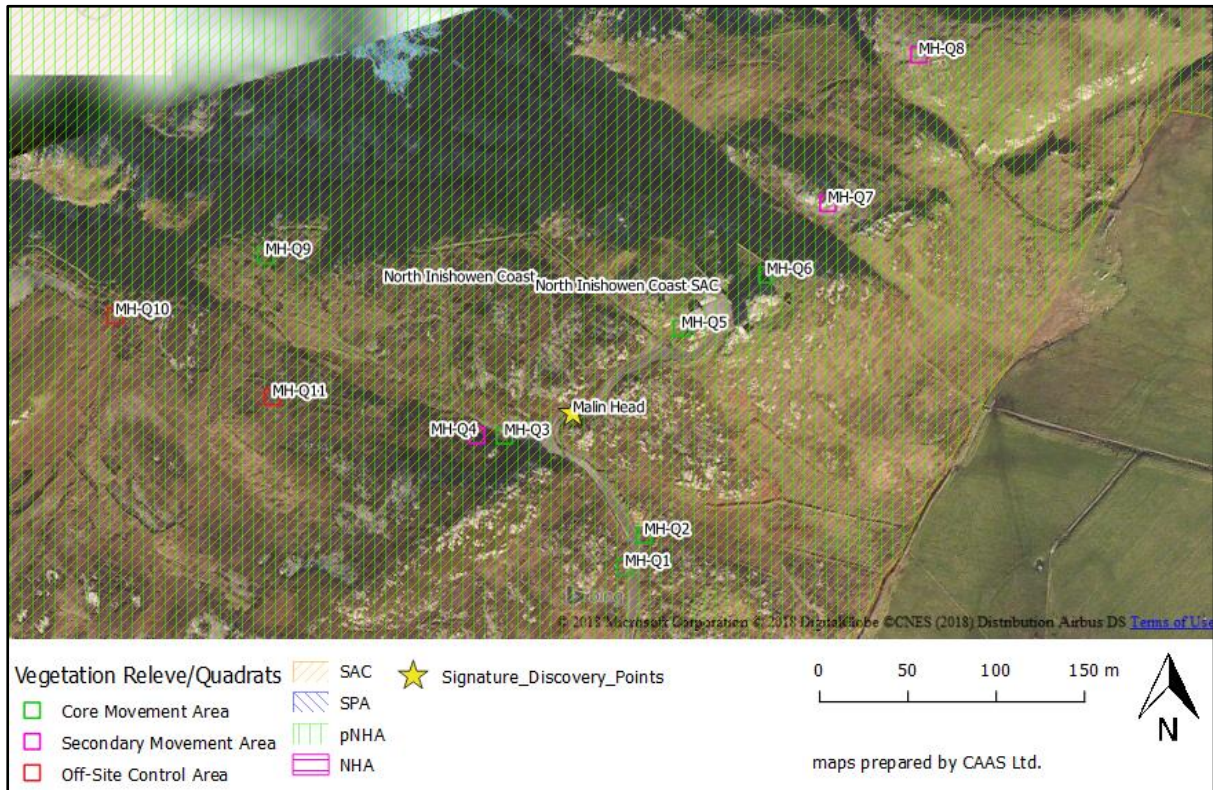 MH-Q8
MH-Q7
MH-Q9
North Inishowen Coast
North Inishowen Coast SAC
MH-Q6
MH-Q10
MH-Q5
MH-Q11
Malin Head
MH-Q4
MH-Q3
MH-Q2
MH-Q1
bing
© 2018 Microsoft Corporation © 2018 DigitalGlobe ©CNES (2018) Distribution Airbus DS Terms of Use
Vegetation Releve/Quadrats
Core Movement Area
Secondary Movement Area
Off-Site Control Area
SAC
SPA
pNHA
NHA
Signature_Discovery_Points
0 50 100 150 m
N
maps prepared by CAAS Ltd.